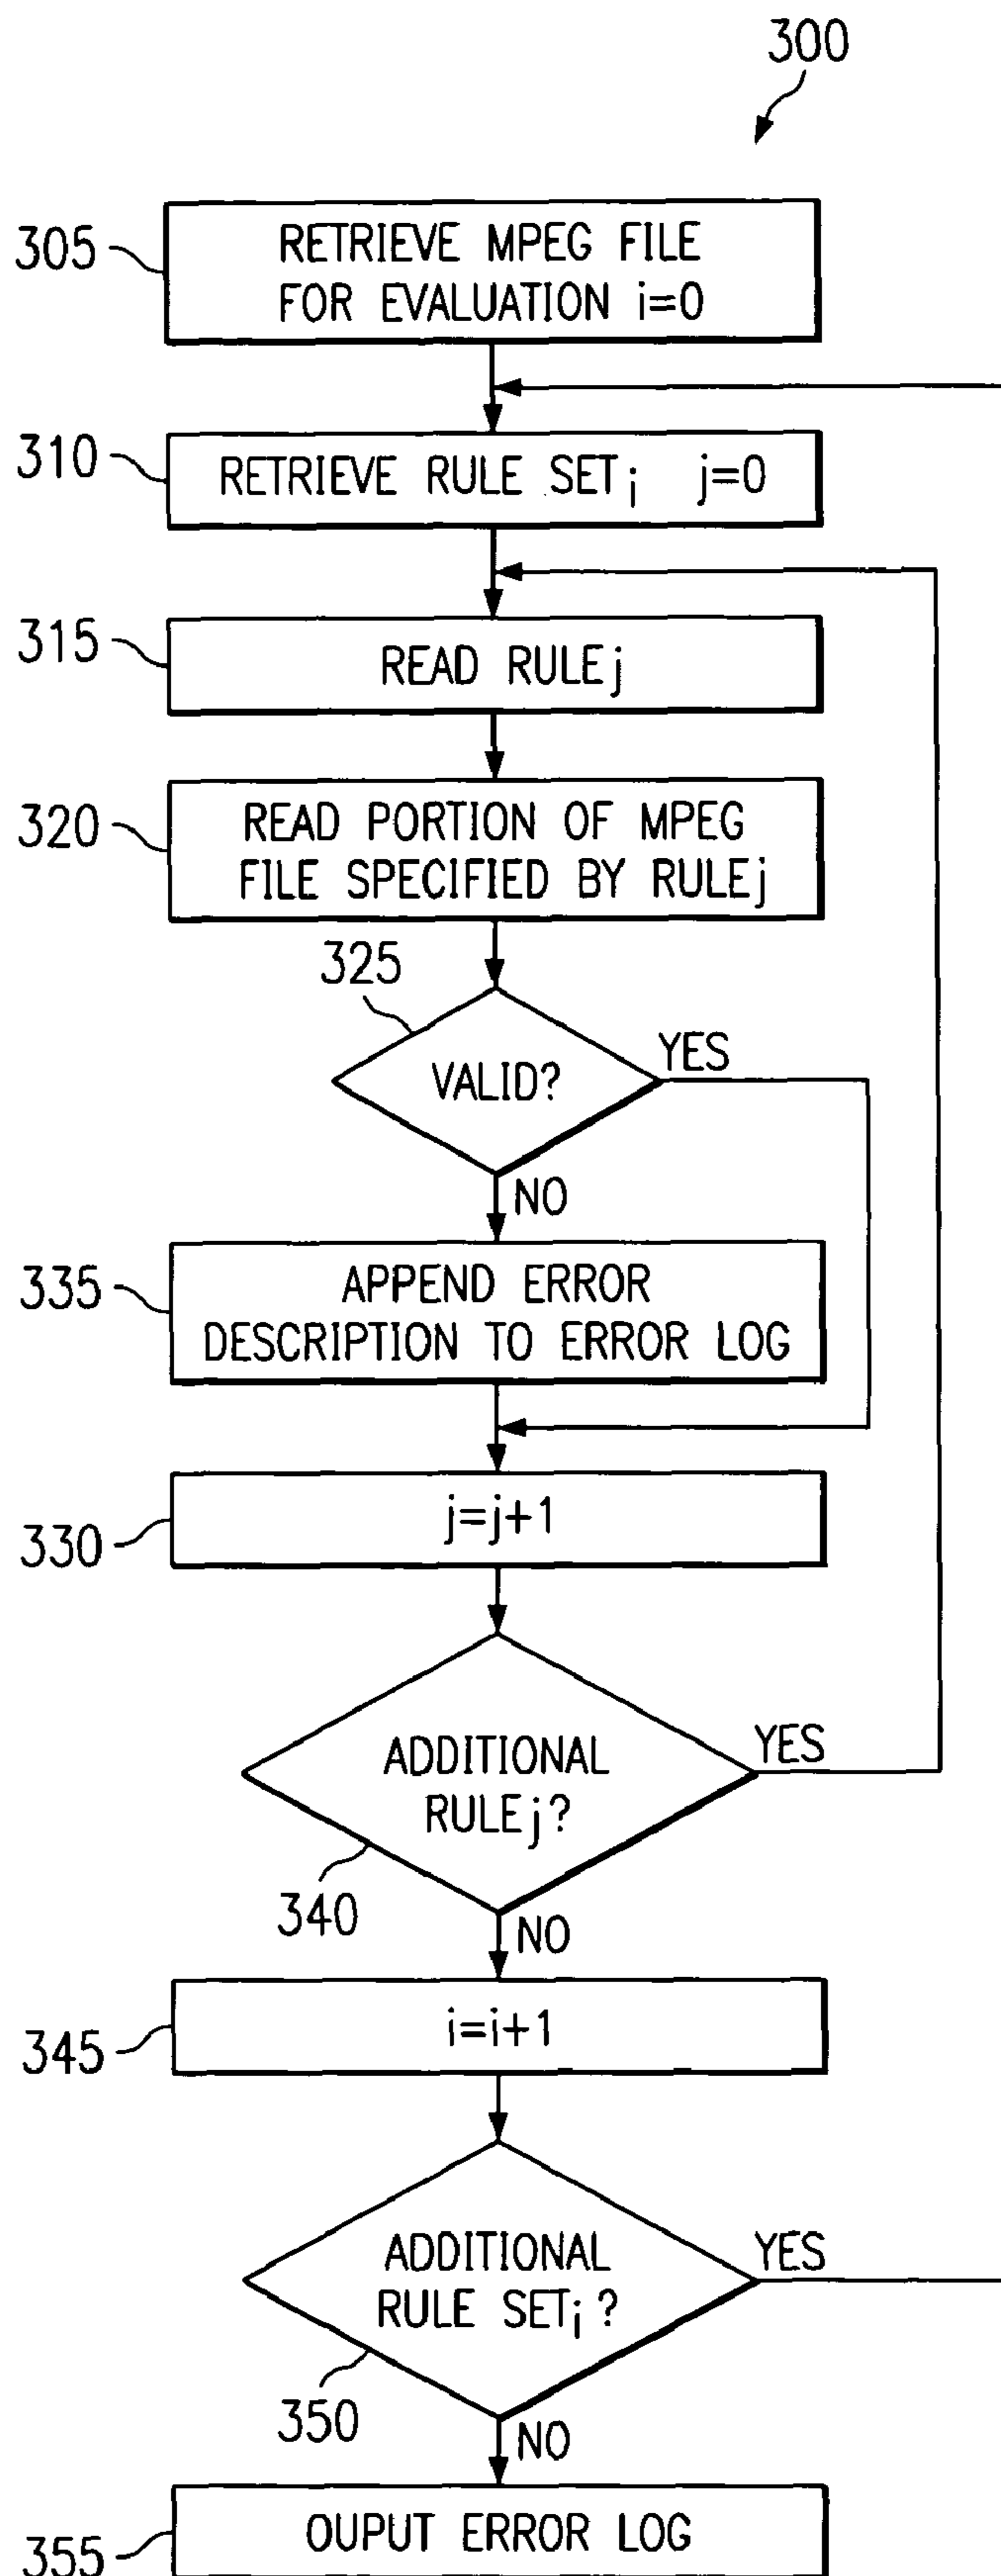 300
305
RETRIEVE MPEG FILE
FOR EVALUATION i=0
310
RETRIEVE RULE SETi j=0
315
READ RULEj
320
READ PORTION OF MPEG
FILE SPECIFIED BY RULEj
325
VALID?
YES
NO
335
APPEND ERROR
DESCRIPTION TO ERROR LOG
330
j=j+1
ADDITIONAL
RULEj?
YES
340
NO
345
i=i+1
ADDITIONAL
RULE SETi?
YES
350
NO
355
OUPUT ERROR LOG